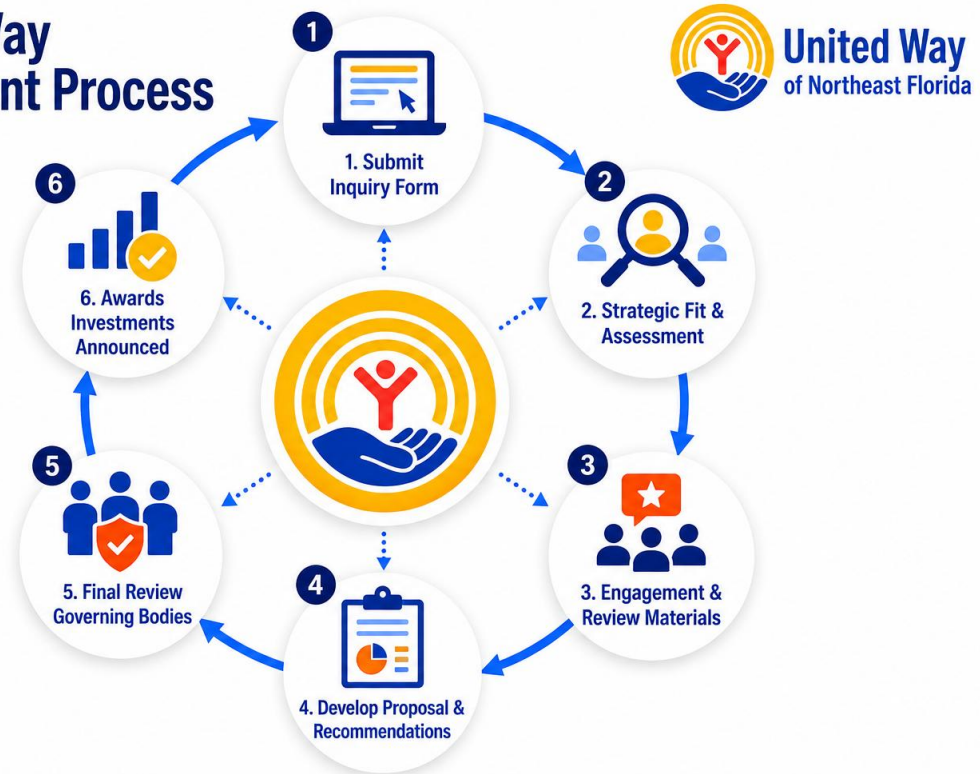 ay
nt Process
United Way
of Northeast Florida
1
1. Submit
Inquiry Form
2
2. Strategic Fit &
Assessment
3
3. Engagement &
Review Materials
4
4. Develop Proposal &
Recommendations
5
5. Final Review
Governing Bodies
6
6. Awards
Investments
Announced